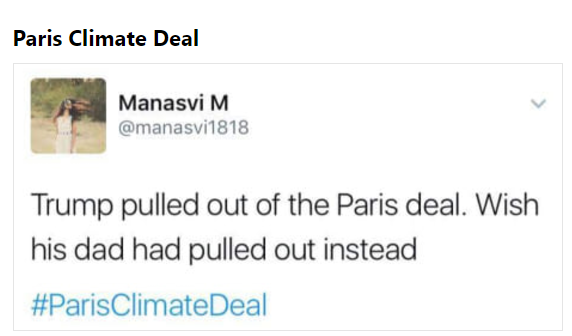 Paris Climate Deal
Manasvi M
@manasvi1818
Trump pulled out of the Paris deal. Wish
his dad had pulled out instead
#ParisClimateDeal